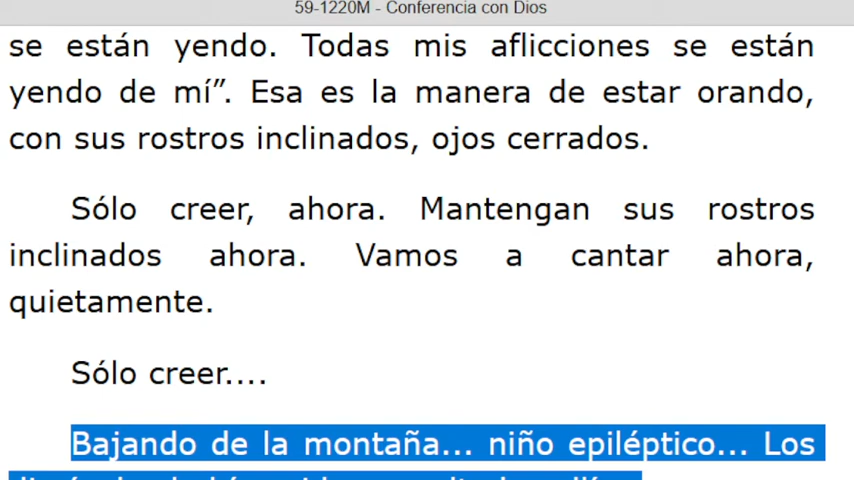 59-1220M - Conferencia con Dios
se están yendo. Todas mis aflicciones se están
yendo de mí”. Esa es la manera de estar orando,
con sus rostros inclinados, ojos cerrados.
Sólo creer, ahora. Mantengan sus rostros
inclinados ahora. Vamos a cantar ahora,
quietamente.
Sólo creer....
Bajando de la montaña... niño epiléptico... Los